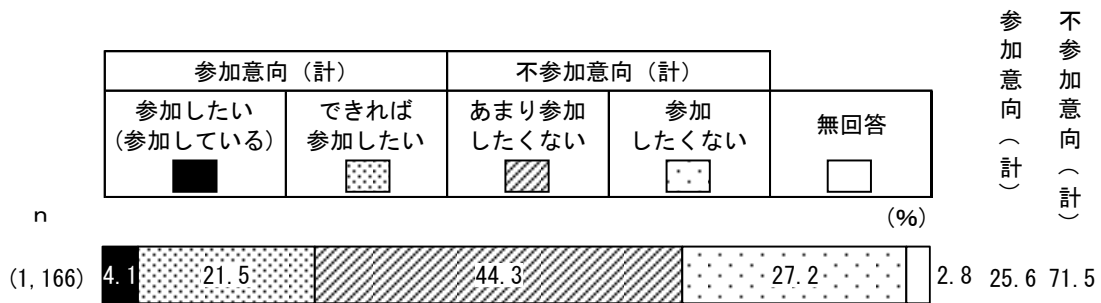 参加意向（計）
不参加意向（計）
参加意向（計） 不参加意向（計）
参加したい
(参加している)
できれば
参加したい
あまり参加
したくない
参加
したくない
無回答
n
(%)
(1,166) 4.1 21.5 44.3 27.2 2.8 25.6 71.5